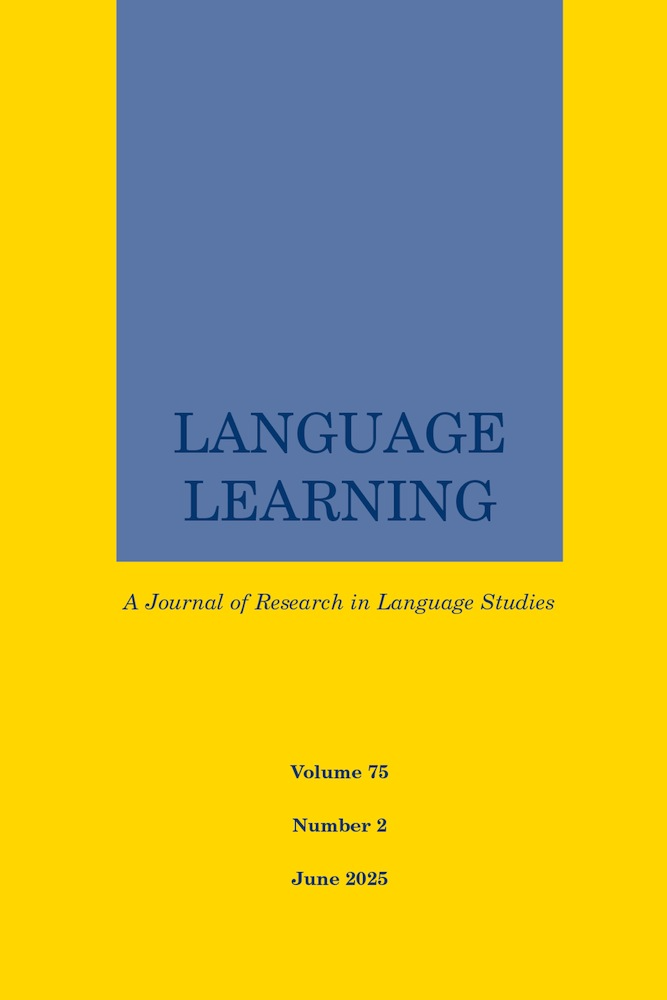 LANGUAGE
LEARNING
A Journal of Research in Language Studies
Volume 75
Number 2
June 2025